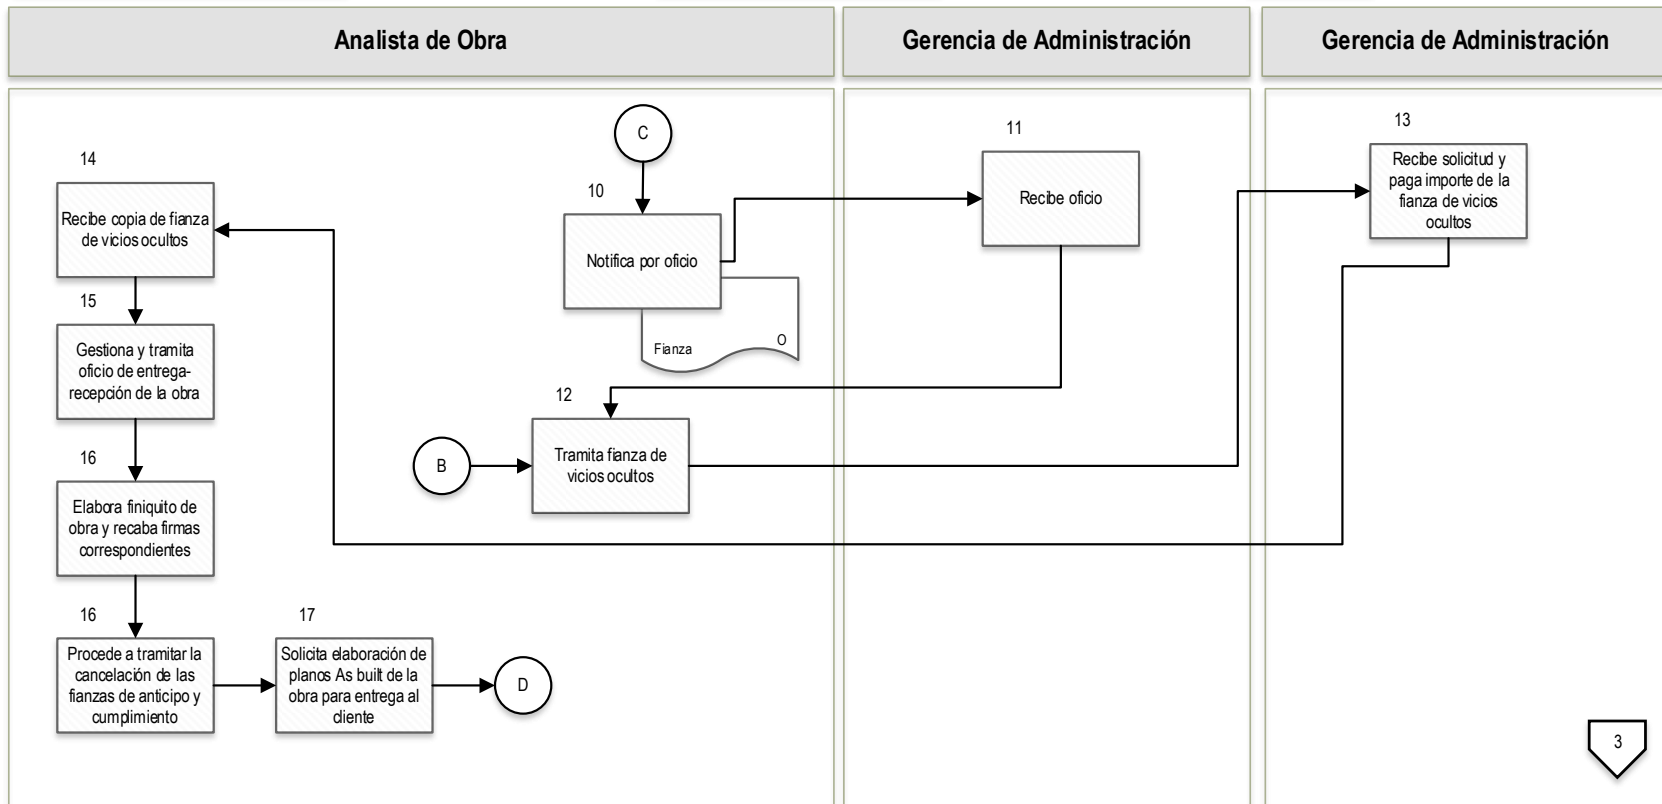 Analista de Obra
Gerencia de Administración
Gerencia de Administración
C
10
Notifica por oficio
Fianza
O
11
Recibe oficio
12
B
Tramita fianza de
vicios ocultos
13
Recibe solicitud y
paga importe de la
fianza de vicios
ocultos
14
Recibe copia de fianza
de vicios ocultos
15
Gestiona y tramita
oficio de entrega-
recepción de la obra
16
Elabora finiquito de
obra y recaba firmas
correspondientes
16
Procede a tramitar la
cancelación de las
fianzas de anticipo y
cumplimiento
17
Solicita elaboración de
planos As built de la
obra para entrega al
cliente
D
3